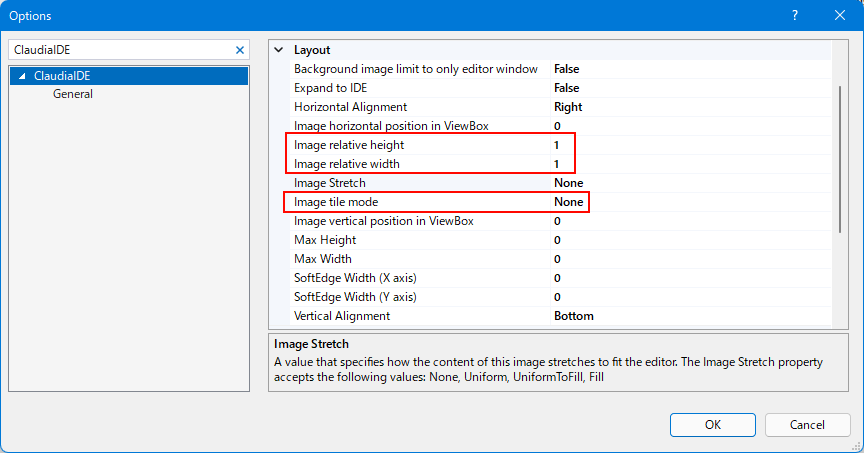 Options
?
ClaudiaIDE
ClaudiaIDE
General
Layout
Background image limit to only editor window False
Expand to IDE False
Horizontal Alignment Right
Image horizontal position in ViewBox 0
Image relative height 1
Image relative width 1
Image Stretch None
Image tile mode None
Image vertical position in ViewBox 0
Max Height 0
Max Width 0
SoftEdge Width (X axis) 0
SoftEdge Width (Y axis) 0
Vertical Alignment Bottom
Image Stretch
A value that specifies how the content of this image stretches to fit the editor. The Image Stretch property
accepts the following values: None, Uniform, UniformToFill, Fill
OK Cancel